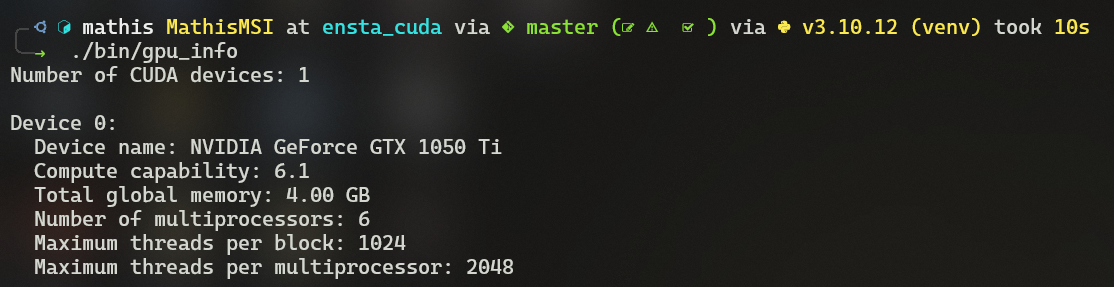 mathis MathisMSI at ensta_cuda via master ( ) via v3.10.12 (venv) took 10s
./bin/gpu_info
Number of CUDA devices: 1
Device 0:
Device name: NVIDIA GeForce GTX 1050 Ti
Compute capability: 6.1
Total global memory: 4.00 GB
Number of multiprocessors: 6
Maximum threads per block: 1024
Maximum threads per multiprocessor: 2048